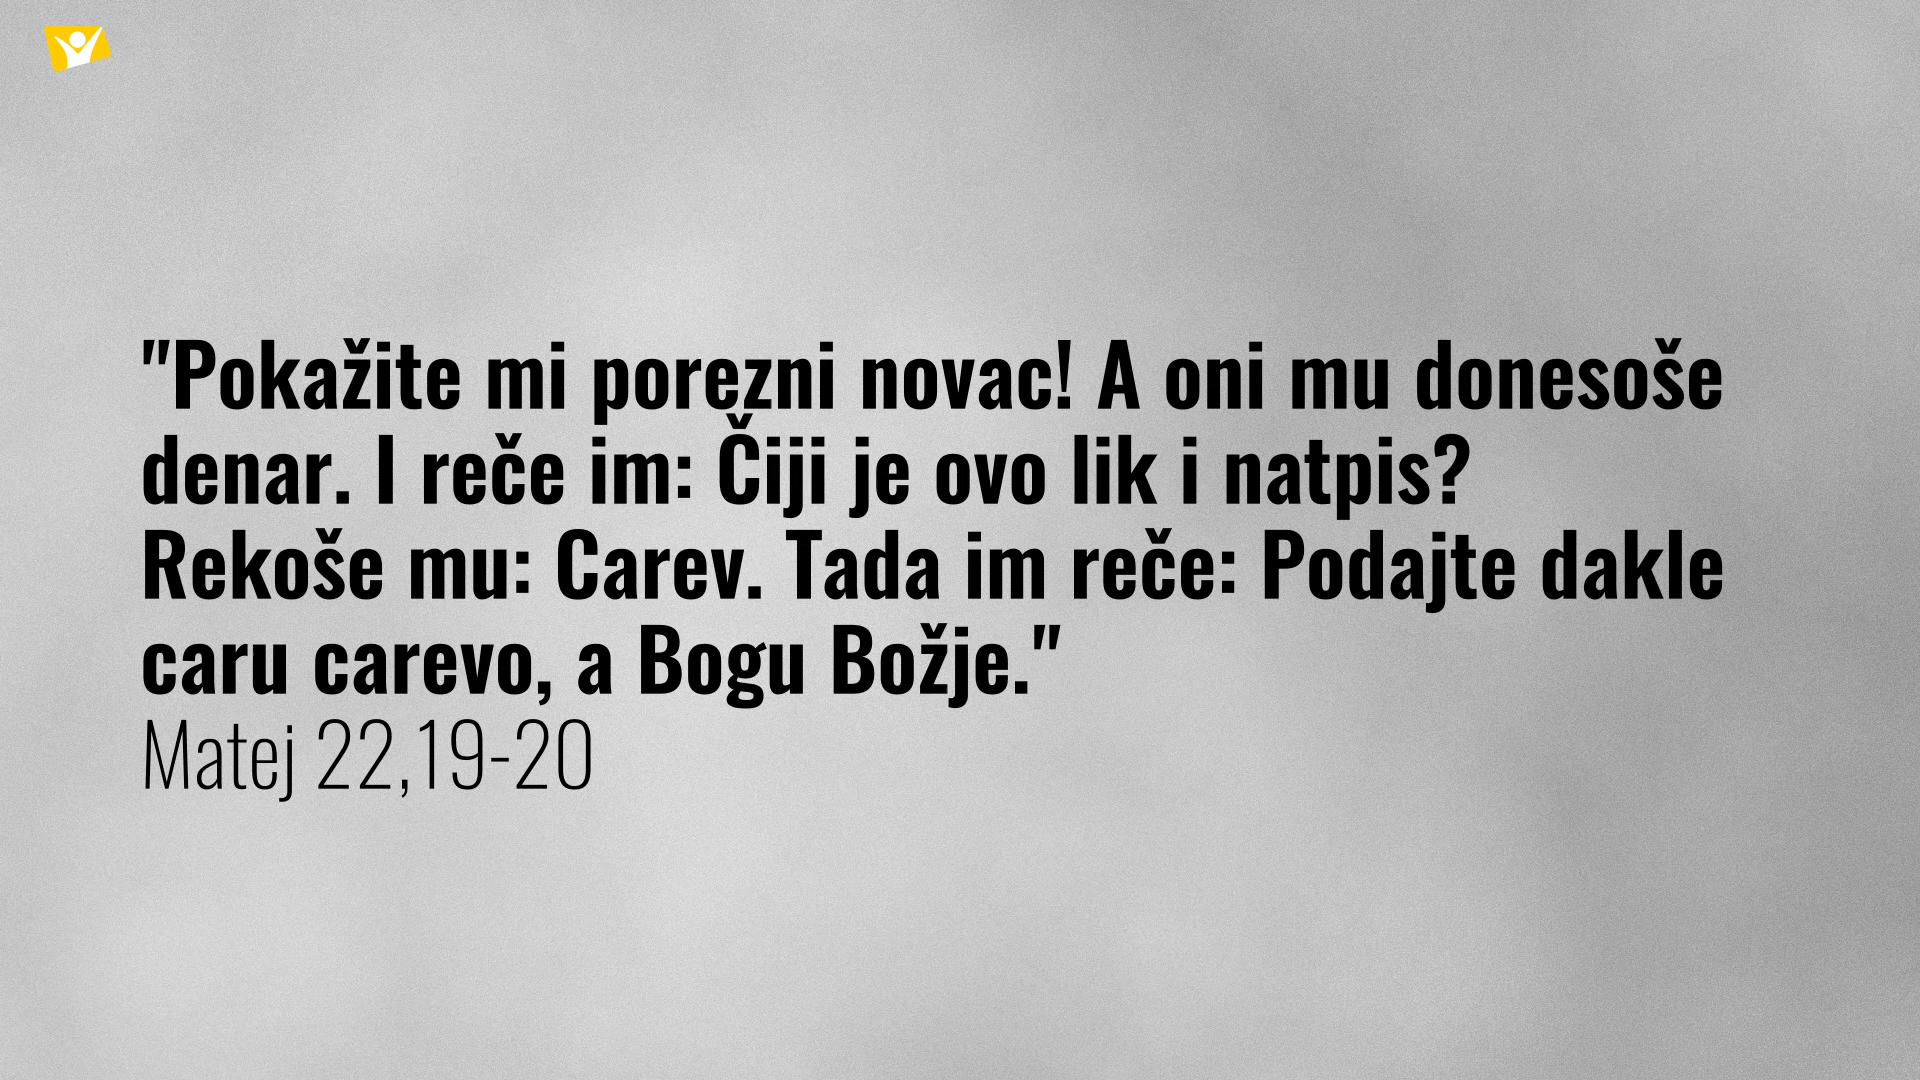 "Pokažite mi porezni novac! A oni mu donesoše
denar. I reče im: Čiji je ovo lik i natpis?
Rekoše mu: Carev. Tada im reče: Podajte dakle
caru carevo, a Bogu Božje."
Matej 22,19-20